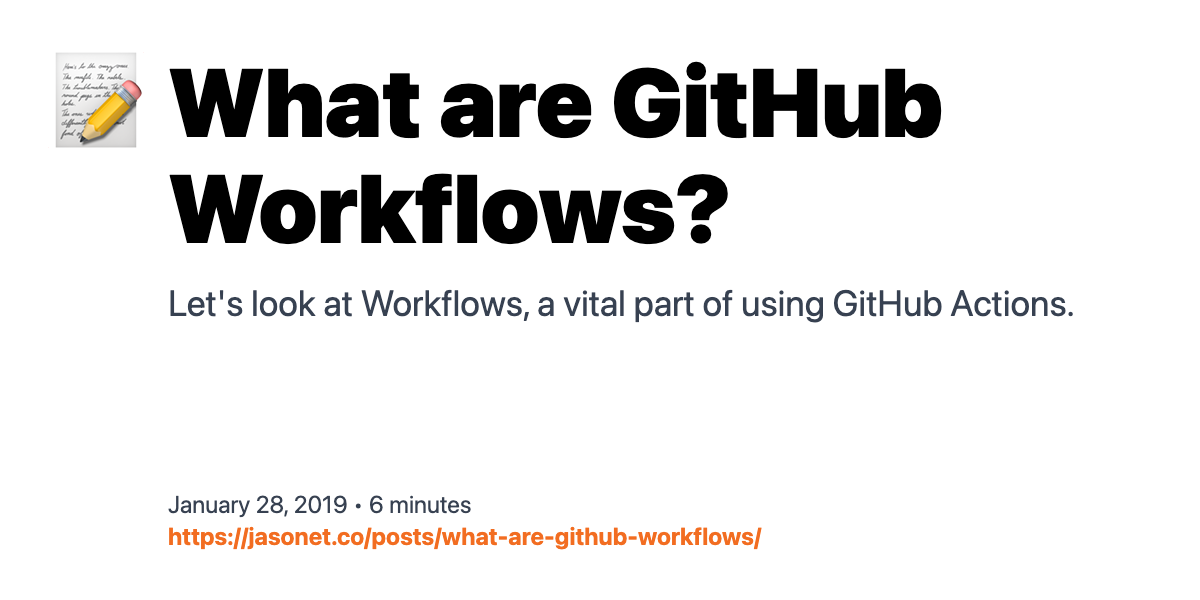 What are GitHub
Workflows?
Let's look at Workflows, a vital part of using GitHub Actions.
January 28, 2019 • 6 minutes
https://jasonet.co/posts/what-are-github-workflows/